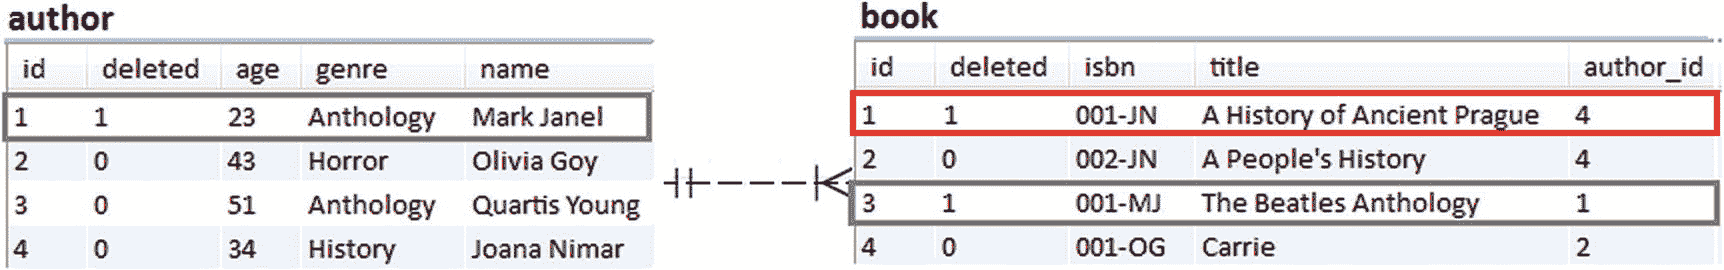 author
id deleted age genre name
1 1 23 Anthology Mark Janel
2 0 43 Horror Olivia Goy
3 0 51 Anthology Quartis Young
4 0 34 History Joana Nimar
book
id deleted isbn title author_id
1 1 001-JN A History of Ancient Prague 4
2 0 002-JN A People's History 4
3 1 001-MJ The Beatles Anthology 1
4 0 001-OG Carrie 2